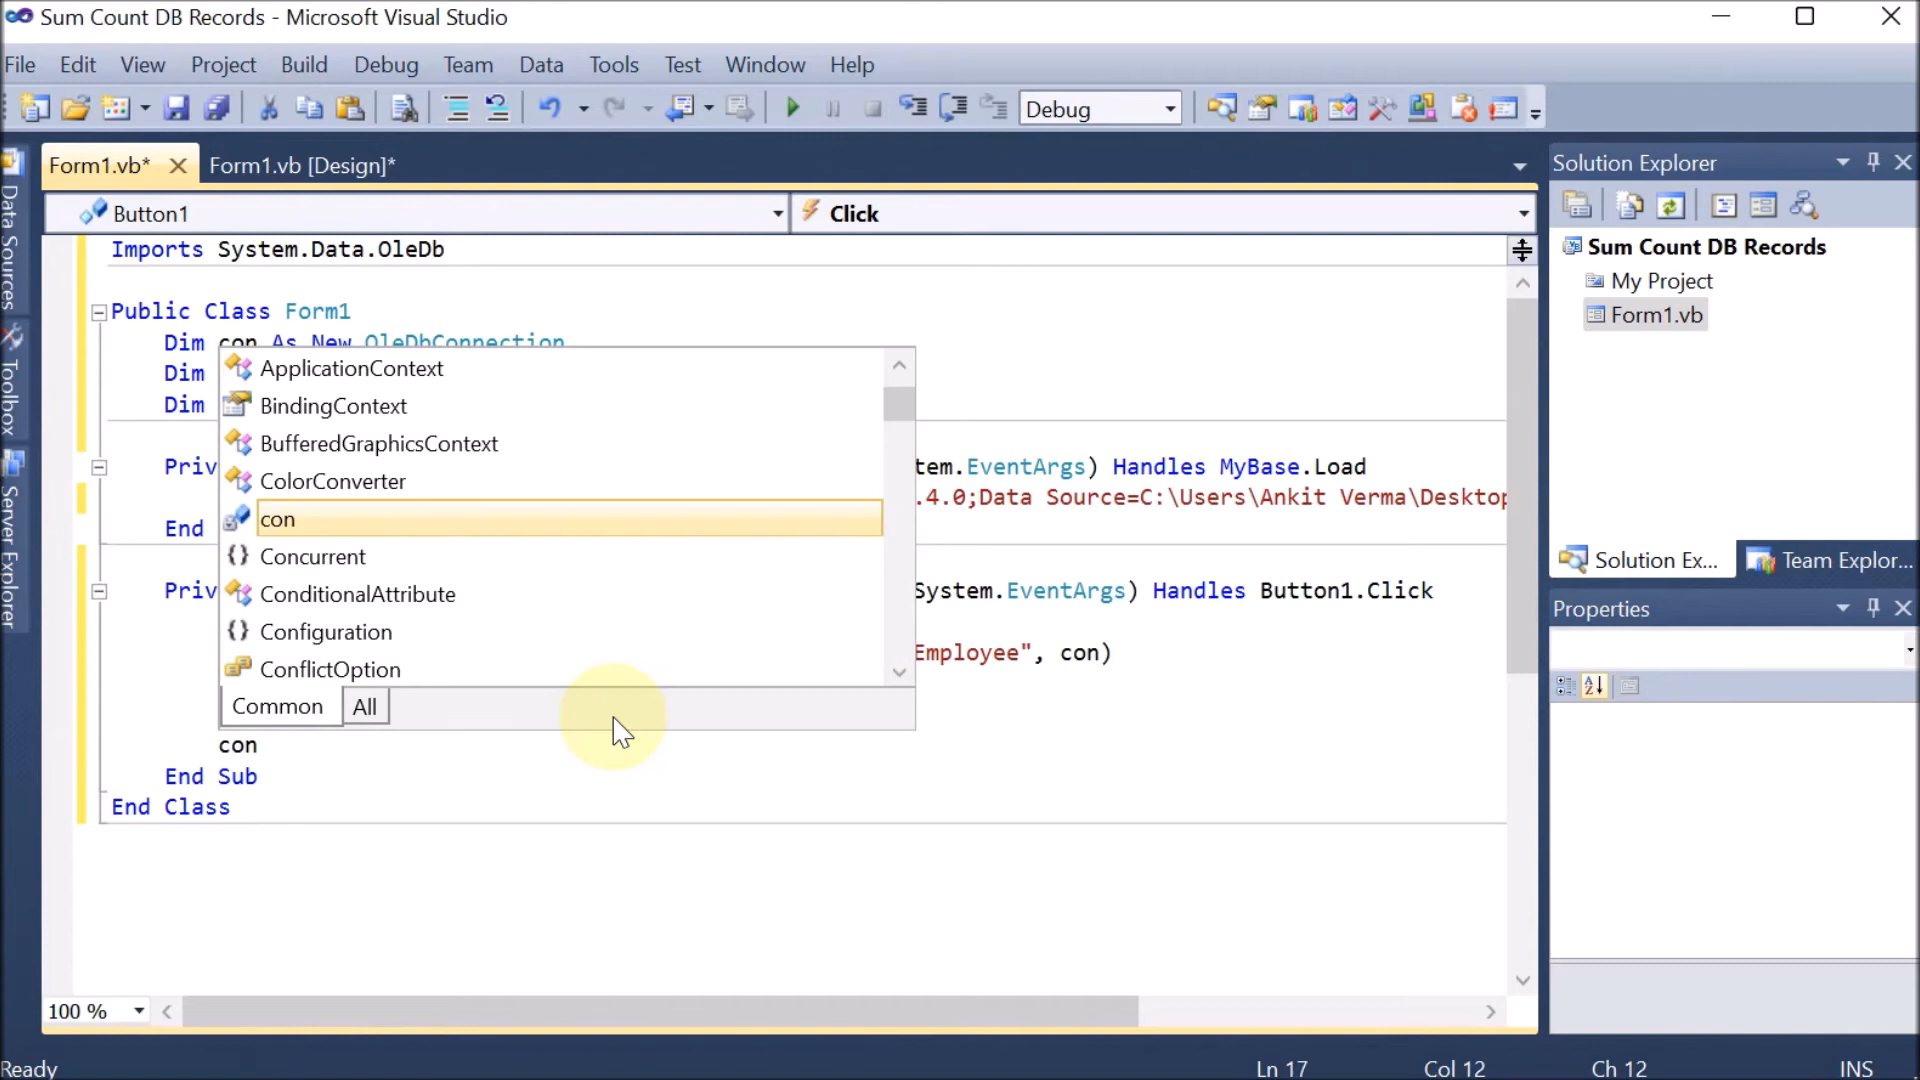 Sum Count DB Records - Microsoft Visual Studio
File Edit View Project Build Debug Team Data Tools Test Window Help
Debug
Data Sources
Toolbox
Server Explorer
Form1.vb* Form1.vb [Design]*
Button1 Click
Imports System.Data.OleDb
Public Class Form1
Dim con As New OleDbConnection
Dim
Dim
ApplicationContext
BindingContext
BufferedGraphicsContext
ColorConverter
con
Concurrent
ConditionalAttribute
Configuration
ConflictOption
Common All
Priv tem.EventArgs) Handles MyBase.Load
.4.0;Data Source=C:\Users\Ankit Verma\Desktop
End
Priv System.EventArgs) Handles Button1.Click
Employee", con)
con
End Sub
End Class
100 %
Solution Explorer
Sum Count DB Records
My Project
Form1.vb
Solution Ex... Team Explor...
Properties
Ready Ln 17 Col 12 Ch 12 INS